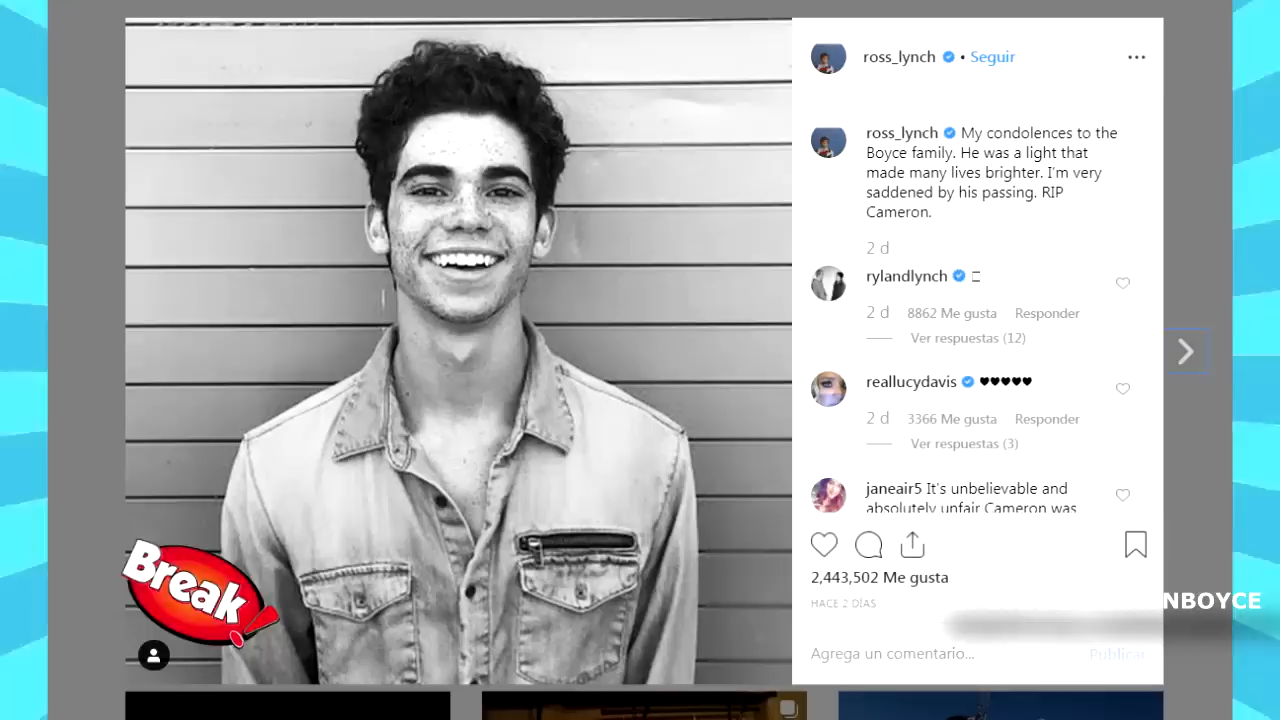 ross_lynch • Seguir
ross_lynch My condolences to the
Boyce family. He was a light that
made many lives brighter. I'm very
saddened by his passing. RIP
Cameron.
2 d
rylandlynch
2 d 8862 Me gusta Responder
Ver respuestas (12)
reallucydavis ♥♥♥♥♥
2 d 3366 Me gusta Responder
Ver respuestas (3)
janeair5 It's unbelievable and
absolutely unfair Cameron was
2,443,502 Me gusta
HACE 2 DÍAS
NBOYCE
Agrega un comentario... Publicar
Break